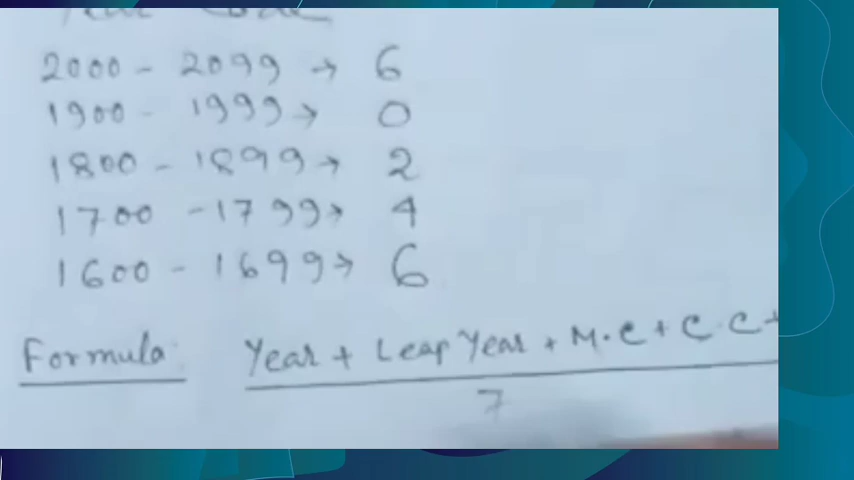 2000 - 2099 → 6
1900 - 1999 → 0
1800 - 1899 → 2
1700 - 1799 → 4
1600 - 1699 → 6
Formula: Year + Leap Year + M.C + C.C +
7